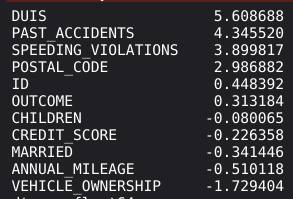 DUIS 5.608688
PAST_ACCIDENTS 4.345520
SPEEDING_VIOLATIONS 3.899817
POSTAL_CODE 2.986882
ID 0.448392
OUTCOME 0.313184
CHILDREN -0.080065
CREDIT_SCORE -0.226358
MARRIED -0.341446
ANNUAL_MILEAGE -0.510118
VEHICLE_OWNERSHIP -1.729404